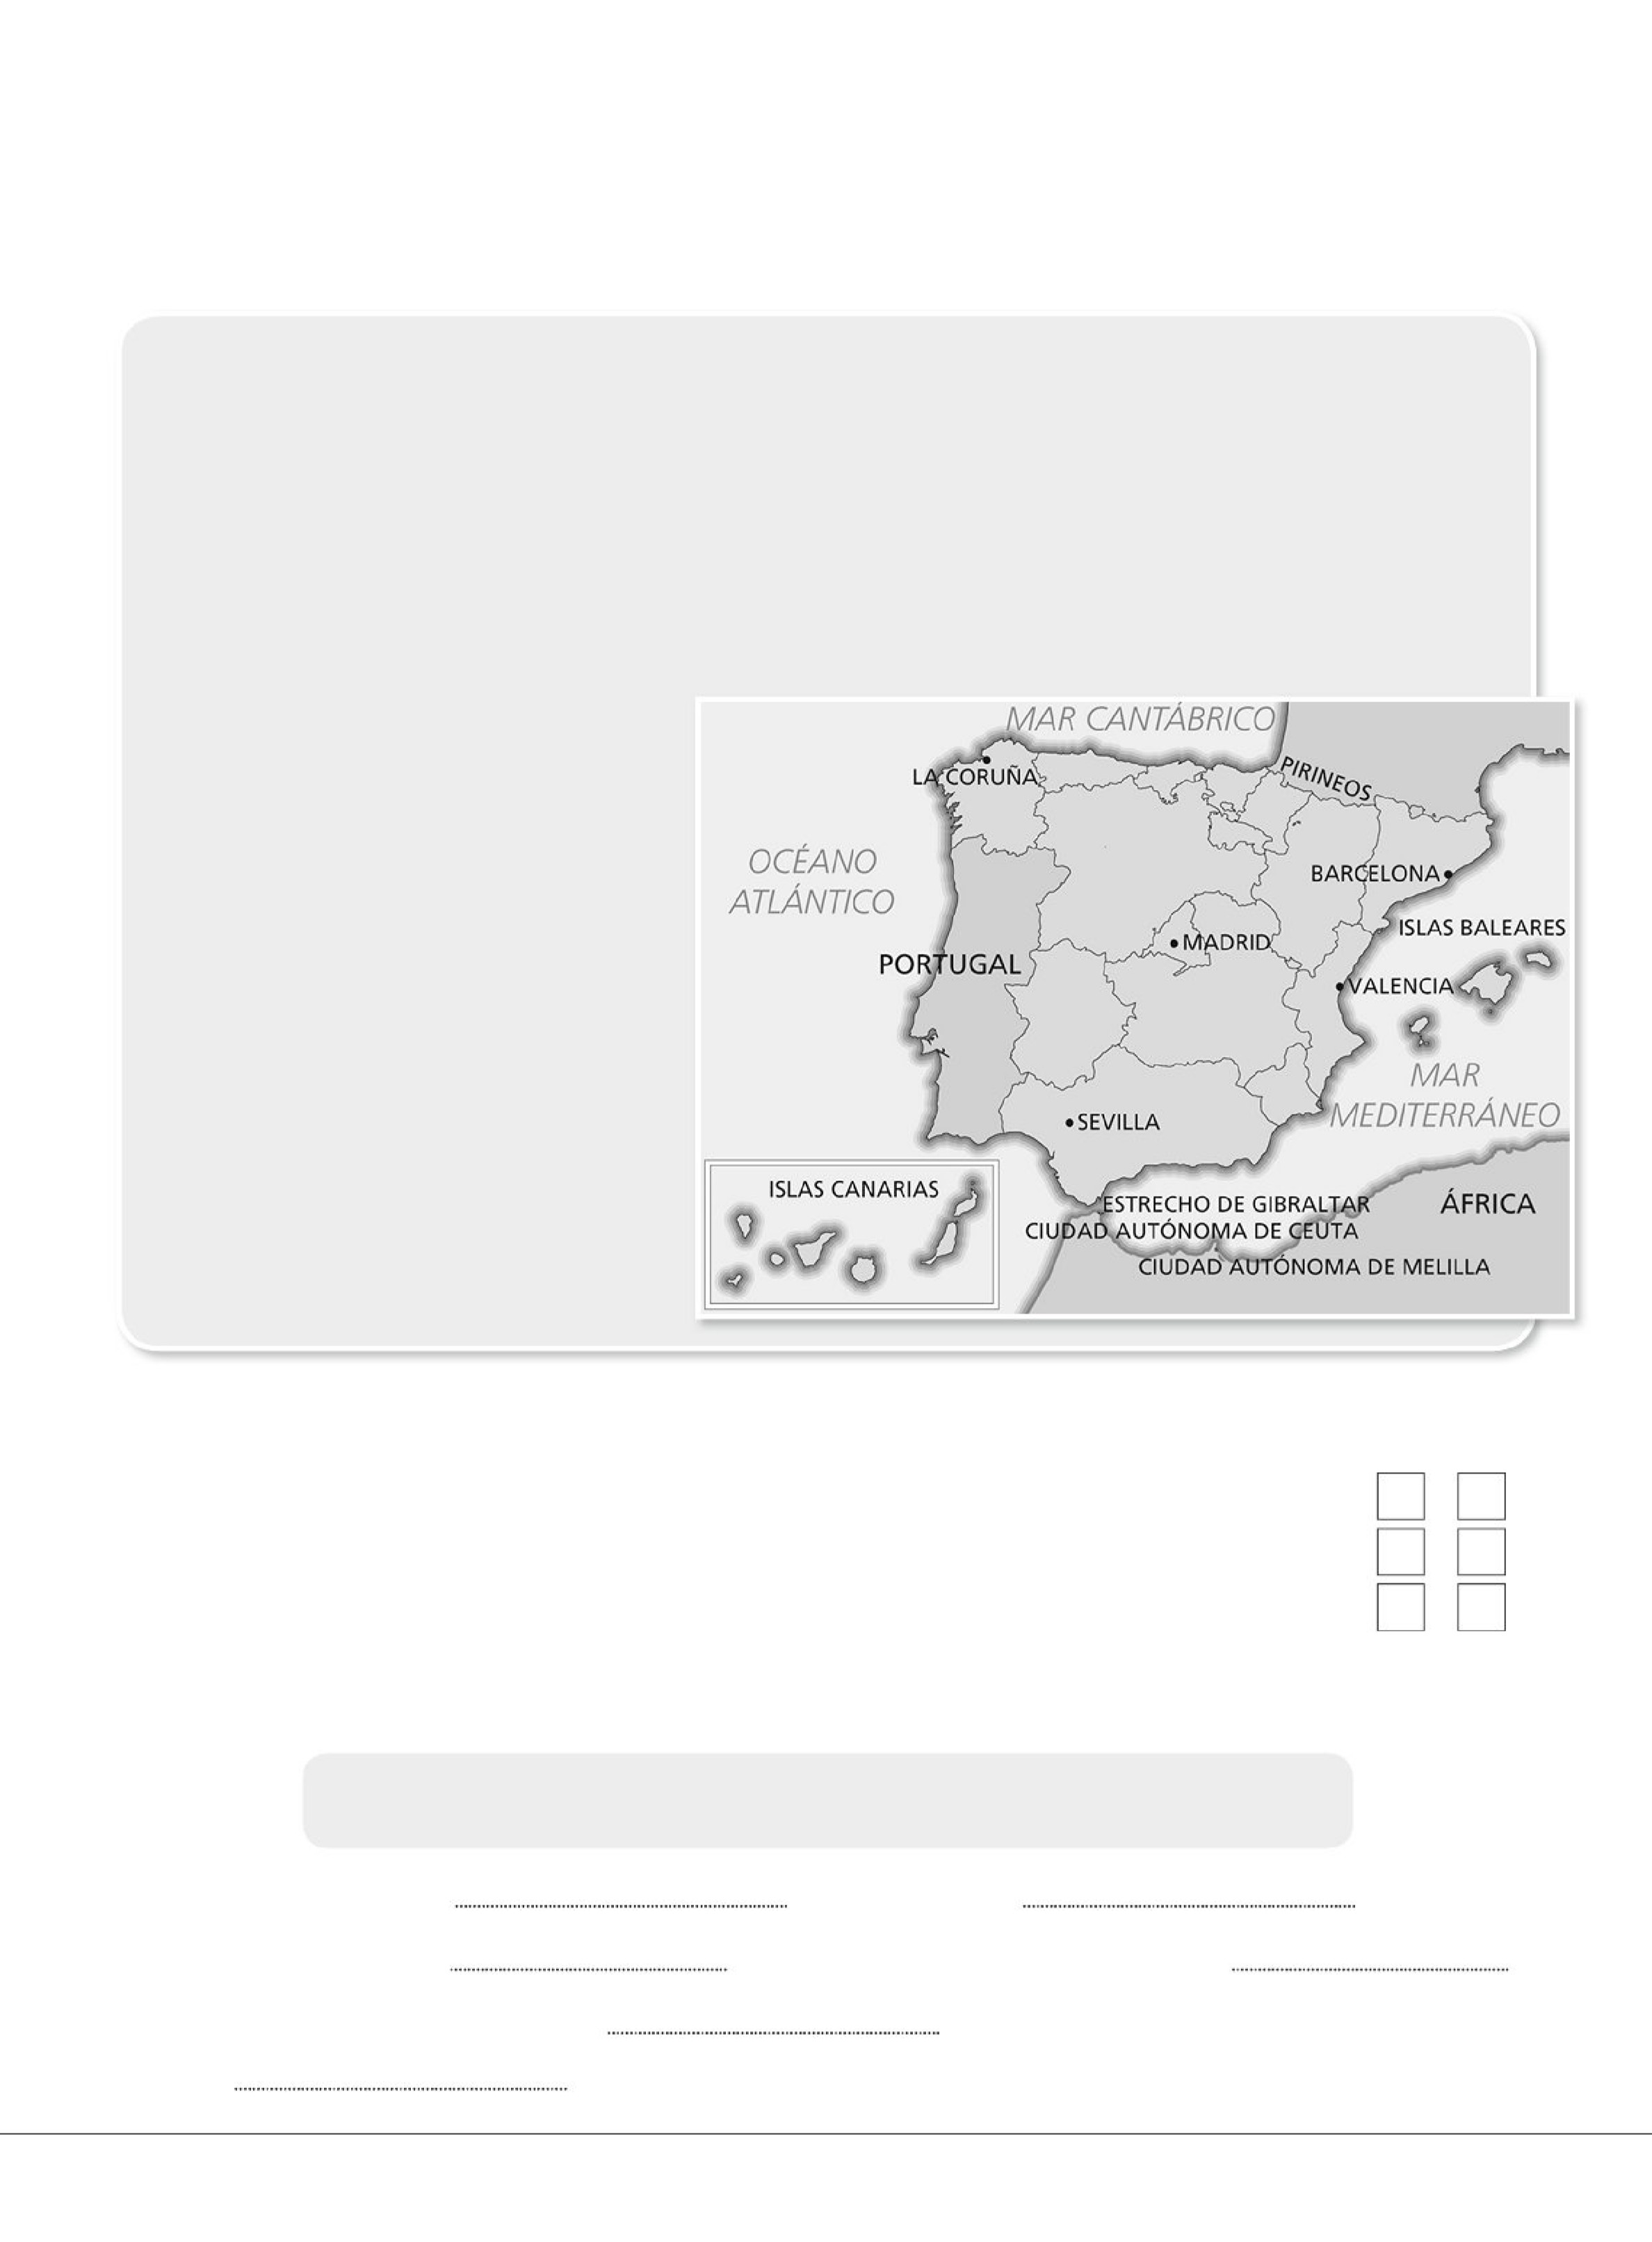 MAR CANTÁBRICO
PIRINEOS
LA CORUÑA
OCÉANO
ATLÁNTICO
BARCELONA
ISLAS BALEARES
MADRID
PORTUGAL
VALENCIA
MAR
MEDITERRÁNEO
SEVILLA
ISLAS CANARIAS
ESTRECHO DE GIBRALTAR
ÁFRICA
CIUDAD AUTÓNOMA DE CEUTA
CIUDAD AUTÓNOMA DE MELILLA